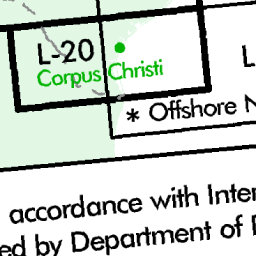 L-20
Corpus Christi
L
* Offshore N
accordance with Inter
ed by Department of